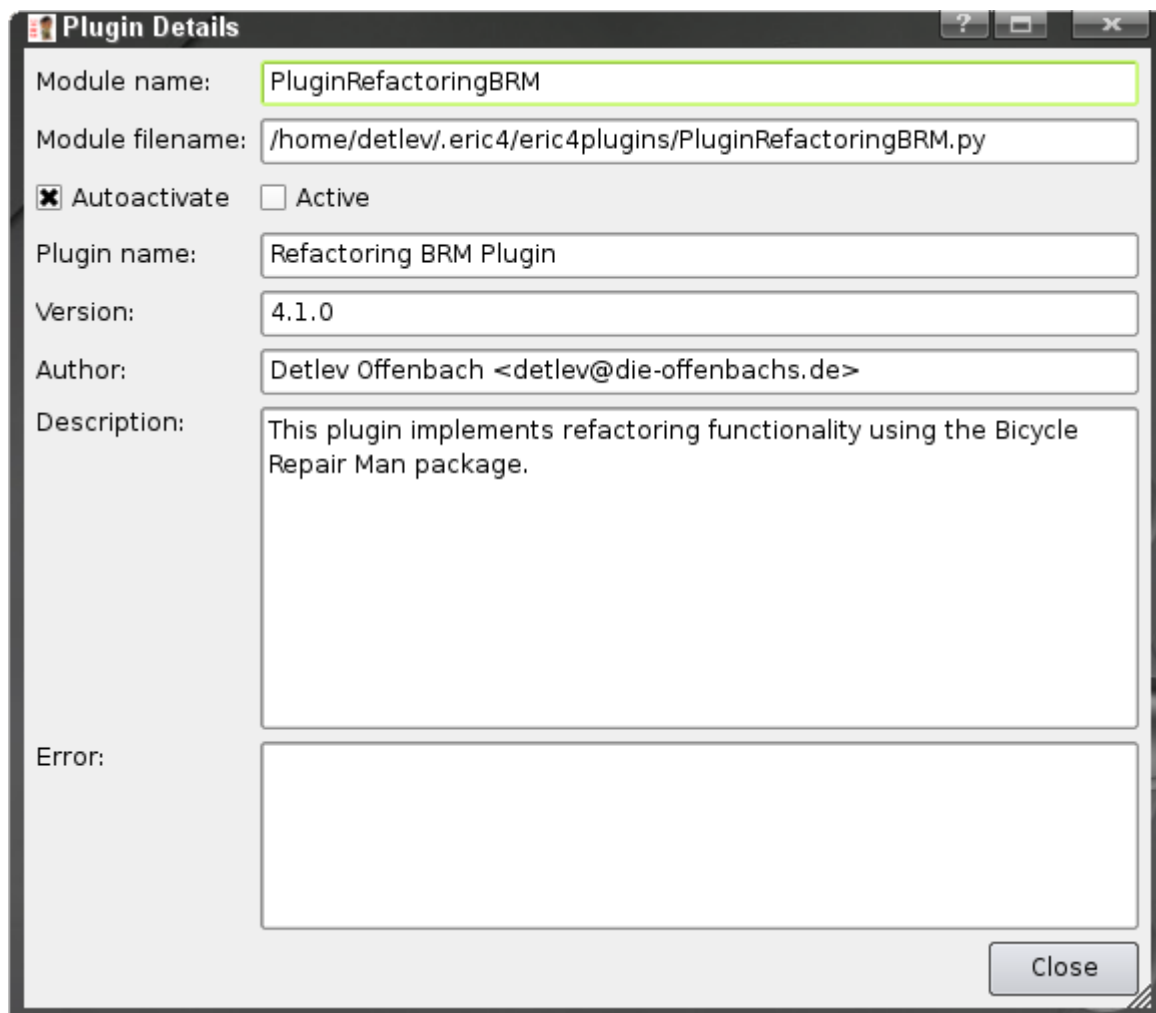 Plugin Details
Module name: PluginRefactoringBRM
Module filename: /home/detlev/.eric4/eric4plugins/PluginRefactoringBRM.py
Autoactivate Active
Plugin name: Refactoring BRM Plugin
Version: 4.1.0
Author: Detlev Offenbach <detlev@die-offenbachs.de>
Description: This plugin implements refactoring functionality using the Bicycle
Repair Man package.
Error:
Close